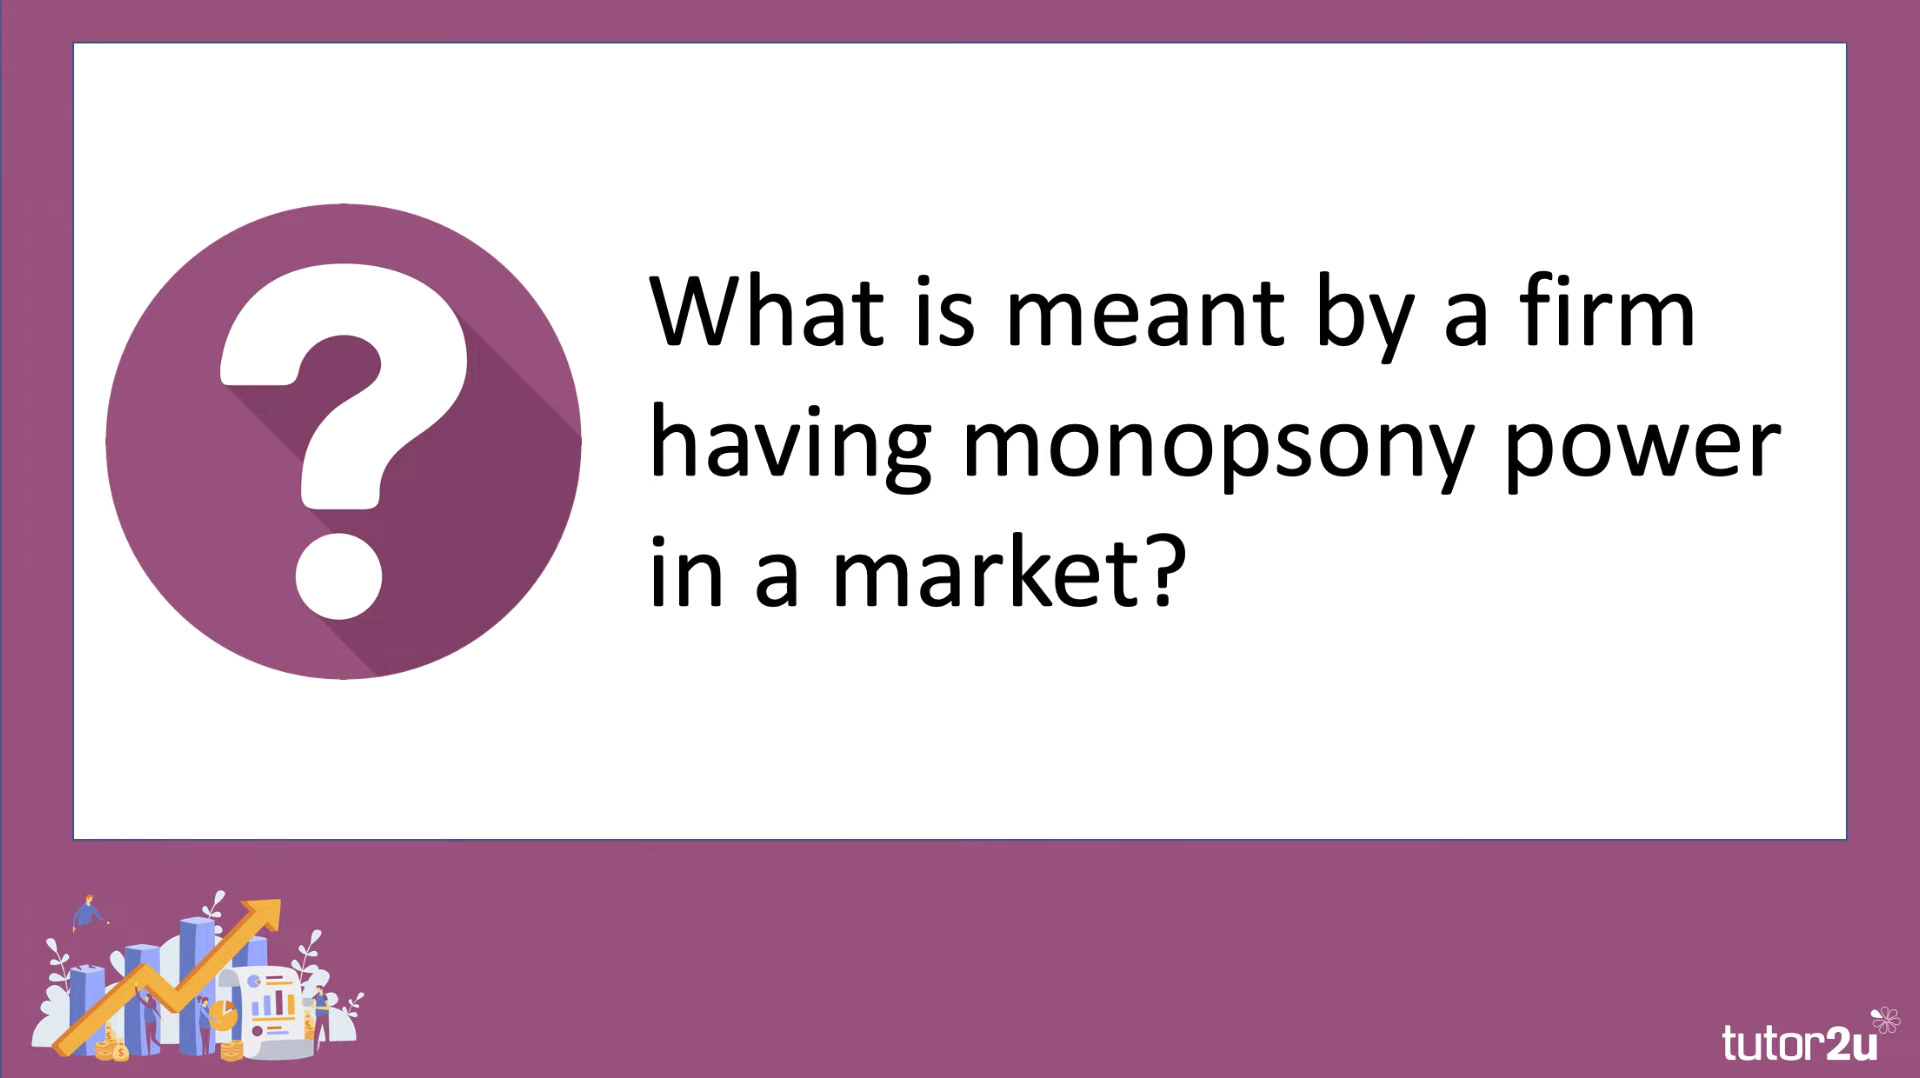 What is meant by a firm
having monopsony power
in a market?
tutor2u